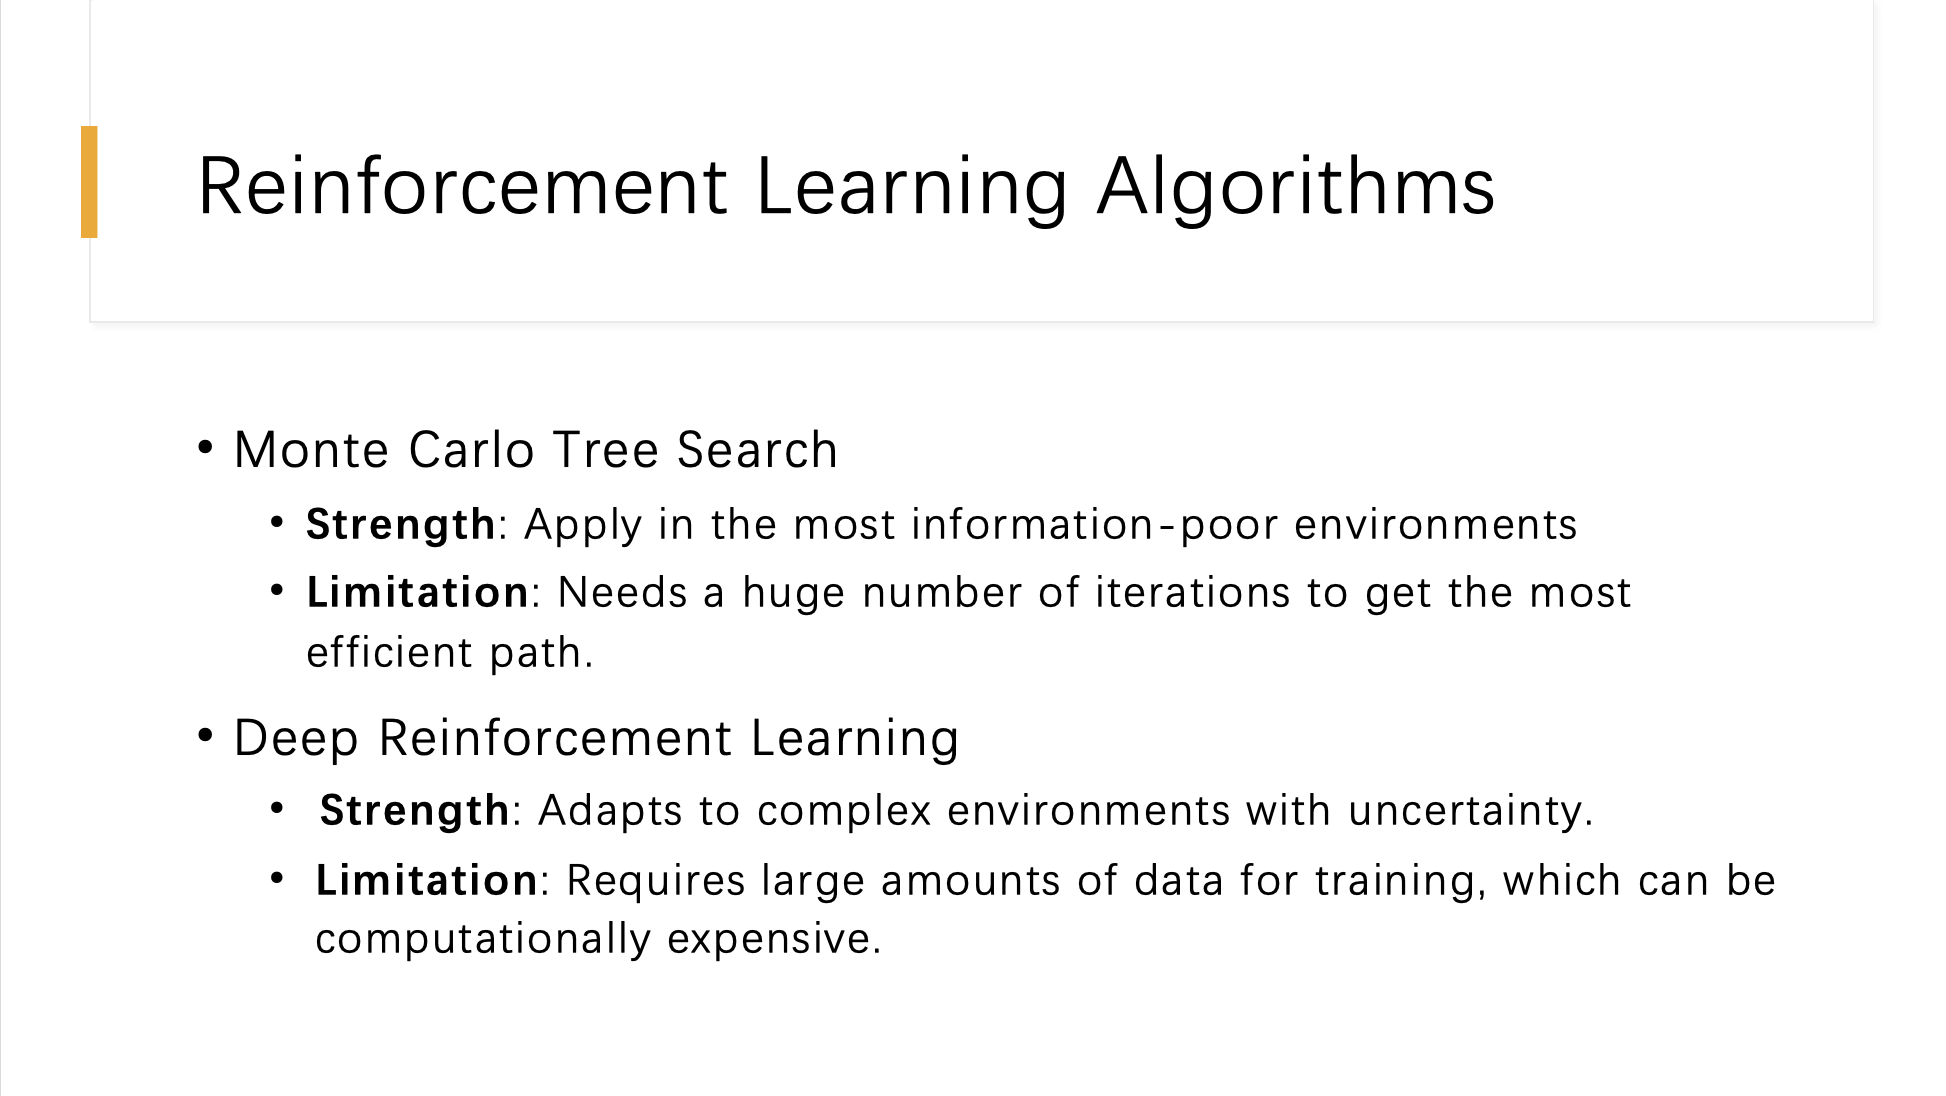 Reinforcement Learning Algorithms
• Monte Carlo Tree Search
• Strength: Apply in the most information-poor environments
• Limitation: Needs a huge number of iterations to get the most
efficient path.
• Deep Reinforcement Learning
• Strength: Adapts to complex environments with uncertainty.
• Limitation: Requires large amounts of data for training, which can be
computationally expensive.